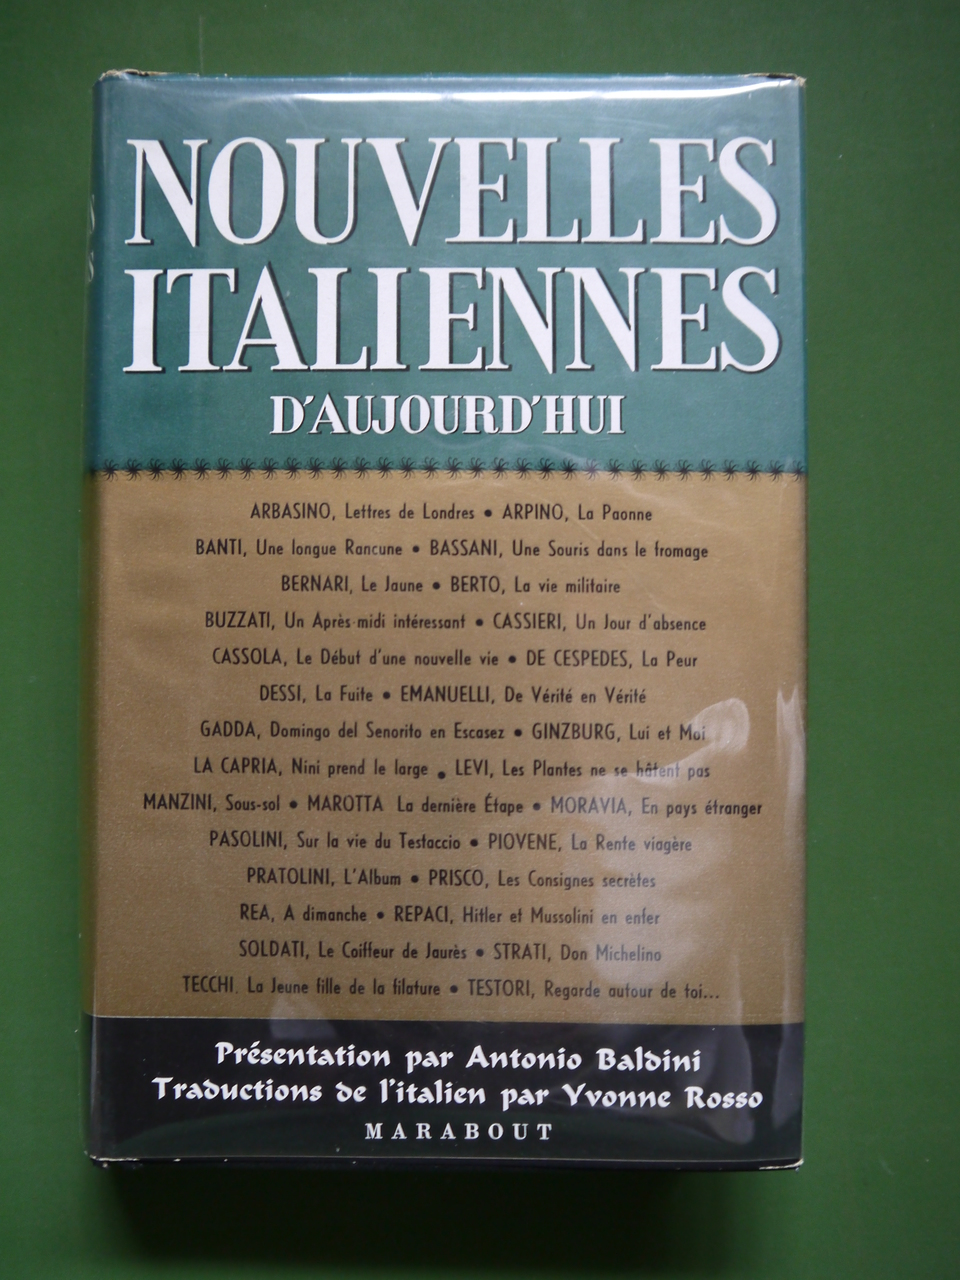 NOUVELLES
ITALIENNES
D'AUJOURD'HUI
ARBASINO, Lettres de Londres • ARPINO, La Paonne
BANTI, Une longue Rancune • BASSANI, Une Souris dans le fromage
BERNARI, Le Jaune • BERTO, La vie militaire
BUZZATI, Un Après-midi intéressant • CASSIERI, Un Jour d'absence
CASSOLA, Le Début d'une nouvelle vie • DE CESPEDES, La Peur
DESSI, La Fuite • EMANUELLI, De Vérité en Vérité
GADDA, Domingo del Senorito en Escasez • GINZBURG, Lui et Moi
LA CAPRIA, Nini prend le large • LEVI, Les Plantes ne se hâtent pas
MANZINI, Sous-sol • MAROTTA La dernière Étape • MORAVIA, En pays étranger
PASOLINI, Sur la vie du Testaccio • PIOVENE, La Rente viagère
PRATOLINI, L'Album • PRISCO, Les Consignes secrètes
REA, A dimanche • REPACI, Hitler et Mussolini en enfer
SOLDATI, Le Coiffeur de Jaurès • STRATI, Don Michelino
TECCHI. La Jeune fille de la filature • TESTORI, Regarde autour de toi...
Présentation par Antonio Baldini
Traductions de l'italien par Yvonne Rosso
MARABOUT